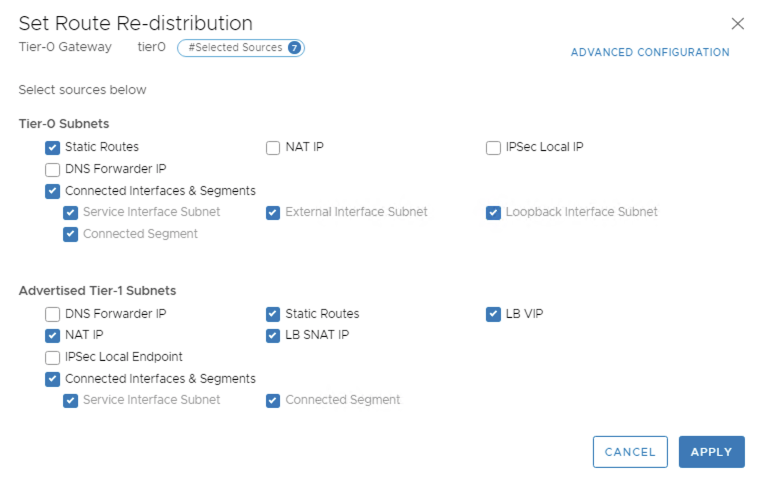 Set Route Re-distribution
Tier-0 Gateway tier0 #Selected Sources 7
ADVANCED CONFIGURATION
Select sources below
Tier-0 Subnets
Static Routes NAT IP IPSec Local IP
DNS Forwarder IP
Connected Interfaces & Segments
Service Interface Subnet External Interface Subnet Loopback Interface Subnet
Connected Segment
Advertised Tier-1 Subnets
DNS Forwarder IP Static Routes LB VIP
NAT IP LB SNAT IP
IPSec Local Endpoint
Connected Interfaces & Segments
Service Interface Subnet Connected Segment
CANCEL APPLY